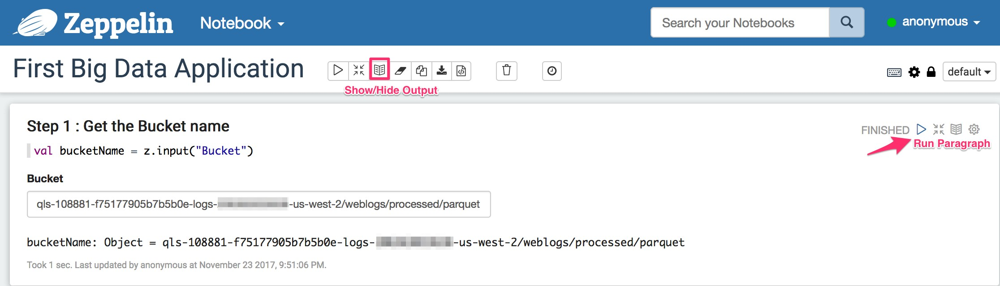 Zeppelin Notebook Search your Notebooks anonymous
First Big Data Application default
Show/Hide Output
Step 1 : Get the Bucket name
FINISHED
Run Paragraph
val bucketName = z.input("Bucket")
Bucket
qls-108881-f75177905b7b5b0e-logs- -us-west-2/weblogs/processed/parquet
bucketName: Object = qls-108881-f75177905b7b5b0e-logs- -us-west-2/weblogs/processed/parquet
Took 1 sec. Last updated by anonymous at November 23 2017, 9:51:06 PM.